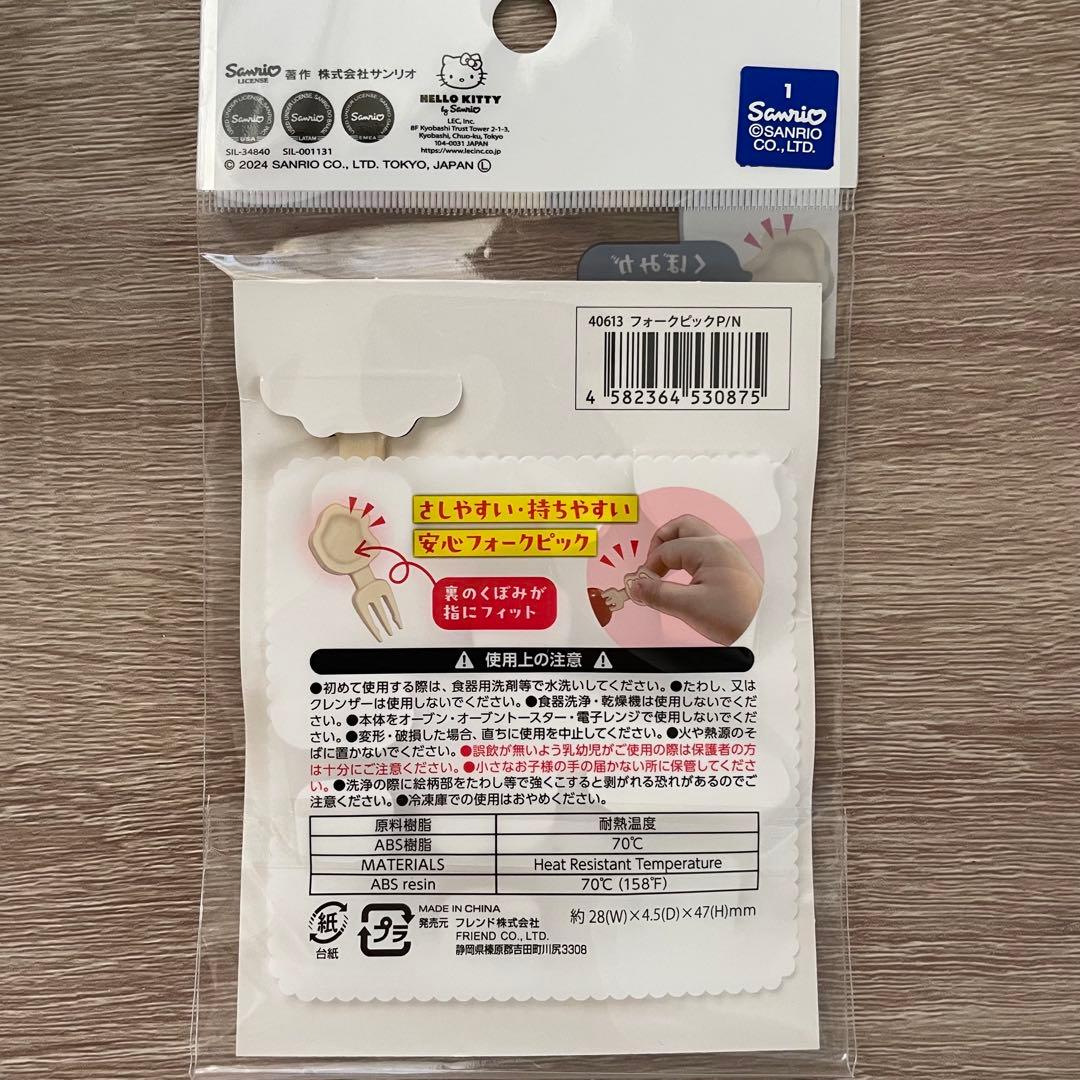 Sanrio
LICENSE
著作 株式会社サンリオ
HELLO KITTY
by Sanrio
LEC, Inc.
8F Kyobashi Trust Tower 2-1-3,
Kyobashi, Chuo-ku, Tokyo
104-0031 JAPAN
https://www.lecinc.co.jp
USA
LATAM
EMEA
SIL-34840 SIL-001131
© 2024 SANRIO CO., LTD. TOKYO, JAPAN Ⓛ
1
Sanrio
©SANRIO
CO., LTD.
くぼみが
40613 フォークピックP/N
4 582364 530875
さしやすい・持ちやすい
安心フォークピック
裏のくぼみが
指にフィット
使用上の注意
●初めて使用する際は、食器用洗剤等で水洗いしてください。●たわし、又は
クレンザーは使用しないでください。●食器洗浄・乾燥機は使用しないでくださ
い。●本体をオーブン・オーブントースター・電子レンジで使用しないでくださ
い。●変形・破損した場合、直ちに使用を中止してください。●火や熱源のそ
ばに置かないでください。●誤飲が無いよう乳幼児がご使用の際は保護者の方
は十分にご注意ください。●小さなお子様の手の届かない所に保管してくださ
い。●洗浄の際に絵柄部をたわし等で強くこすると剥がれる恐れがあるのでご
注意ください。●冷凍庫での使用はおやめください。
原料樹脂 耐熱温度
ABS樹脂 70℃
MATERIALS Heat Resistant Temperature
ABS resin 70℃ (158℉)
紙
台紙
プラ
MADE IN CHINA
発売元 フレンド株式会社
FRIEND CO., LTD.
静岡県榛原郡吉田町川尻3308
約 28(W)×4.5(D)×47(H)mm